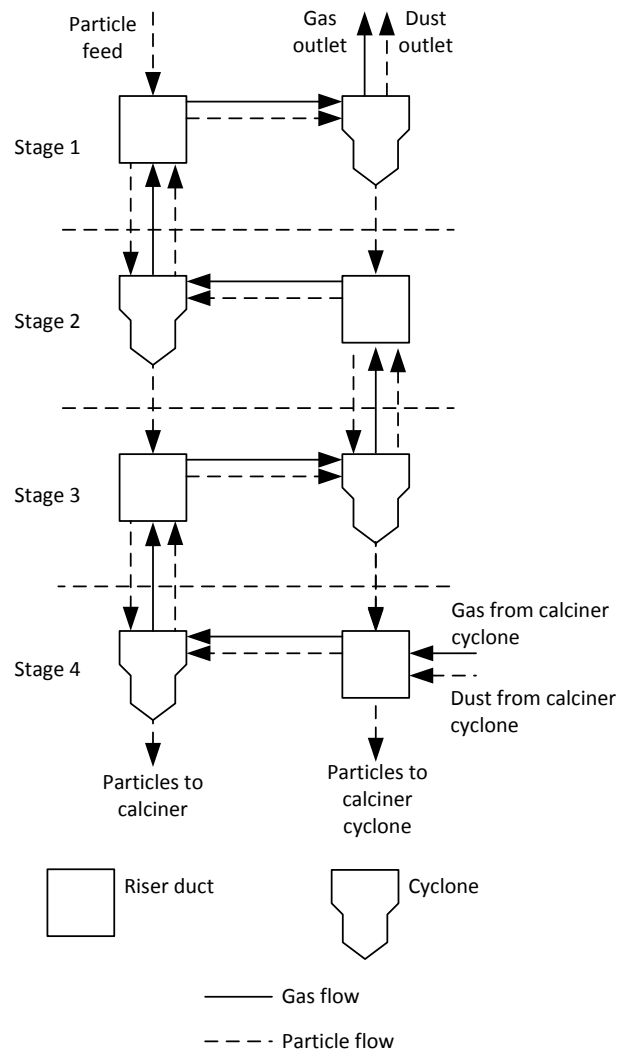 Particle
feed
Gas
outlet
Dust
outlet
Stage 1
Stage 2
Stage 3
Gas from calciner
cyclone
Stage 4
Dust from calciner
cyclone
Particles to
calciner
Particles to
calciner
cyclone
Riser duct
Cyclone
Gas flow
Particle flow